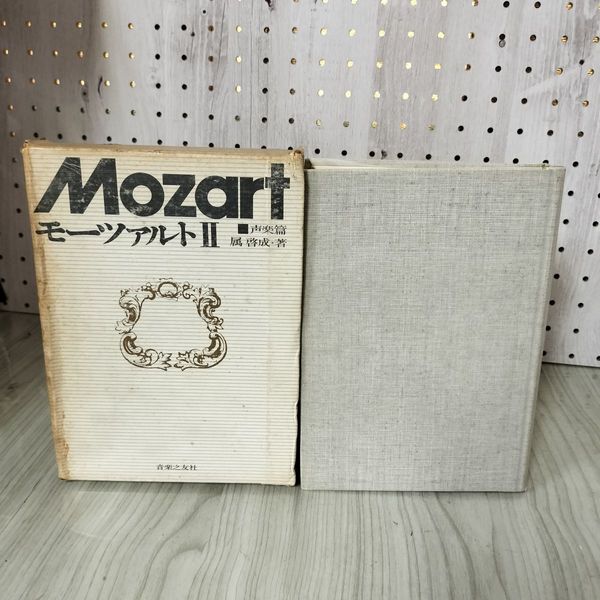 Mozart
モーツァルトⅡ
■声楽篇
属 啓成・著
音楽之友社